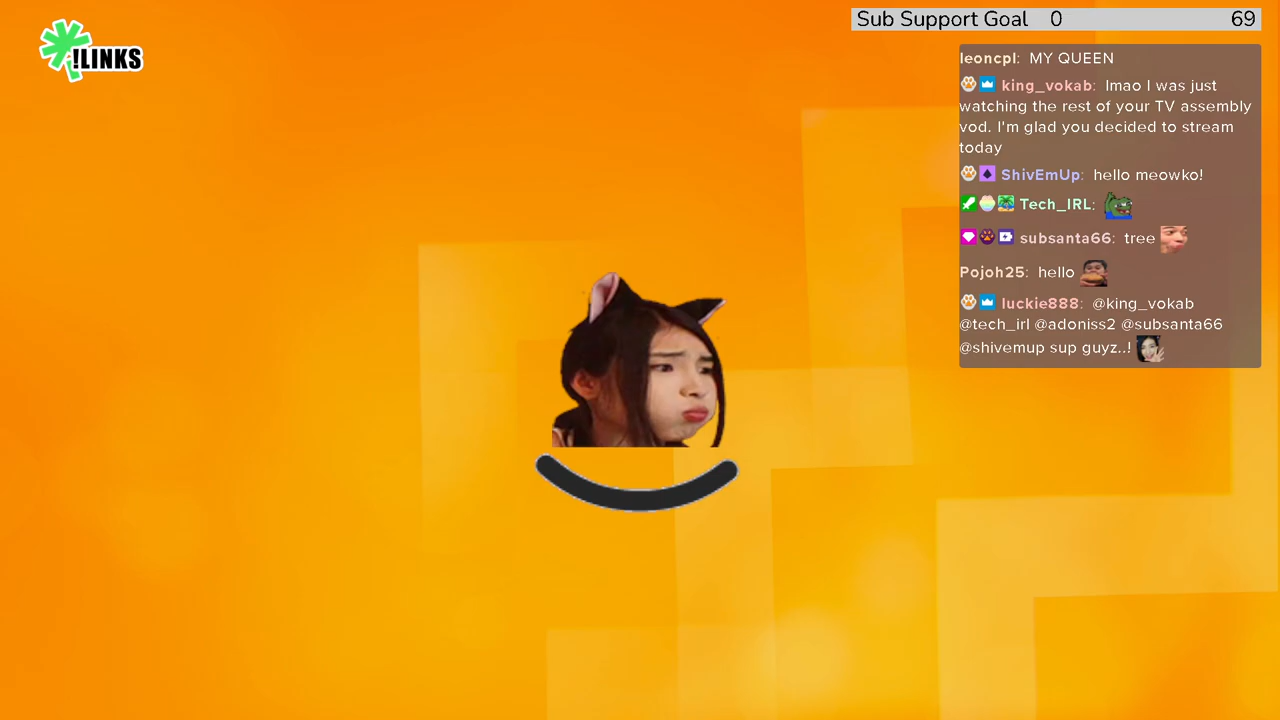 Sub Support Goal 0 69
!LINKS
leoncpl: MY QUEEN
king_vokab: lmao I was just
watching the rest of your TV assembly
vod. I'm glad you decided to stream
today
ShivEmUp: hello meowko!
Tech_IRL:
subsanta66: tree
Pojoh25: hello
luckie888: @king_vokab
@tech_irl @adoniss2 @subsanta66
@shivemup sup guyz..!